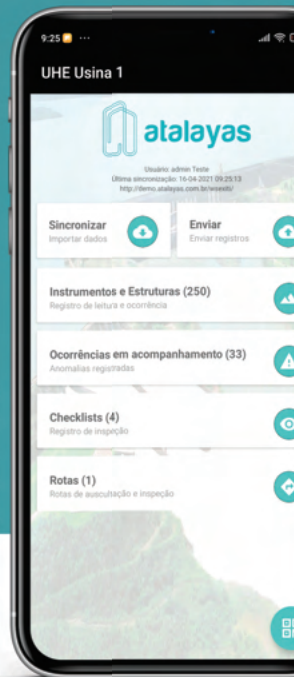 9:25 ...
UHE Usina 1
atalayas
Usuário: admin Teste
Última sincronização: 16-04-2021 09:25:13
http://demo.atalayas.com.br/wsexib/
Sincronizar
Importar dados
Enviar
Enviar registros
Instrumentos e Estruturas (250)
Registro de leitura e ocorrência
Ocorrências em acompanhamento (33)
Anomalias registradas
Checklists (4)
Registro de inspeção
Rotas (1)
Rotas de auscultação e inspeção